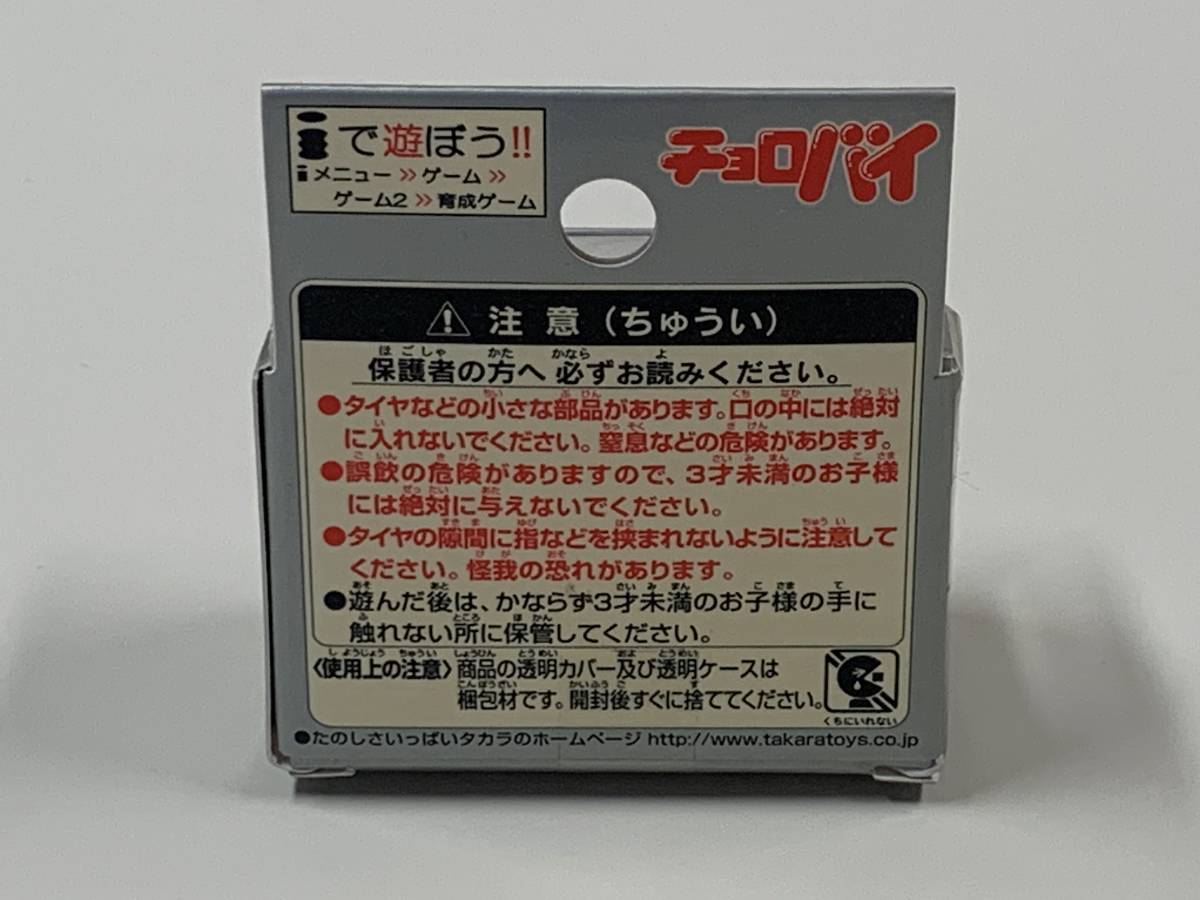 で遊ぼう!!
メニュー≫ゲーム≫
ゲーム2≫育成ゲーム
チョロバイ
注意（ちゅうい）
保護者の方へ 必ずお読みください。
●タイヤなどの小さな部品があります。口の中には絶対
に入れないでください。窒息などの危険があります。
●誤飲の危険がありますので、3才未満のお子様
には絶対に与えないでください。
●タイヤの隙間に指などを挟まれないように注意して
ください。怪我の恐れがあります。
●遊んだ後は、かならず3才未満のお子様の手に
触れない所に保管してください。
〈使用上の注意〉商品の透明カバー及び透明ケースは
梱包材です。開封後すぐに捨ててください。
くちにいれない
●たのしさいっぱいタカラのホームページ http://www.takaratoys.co.jp